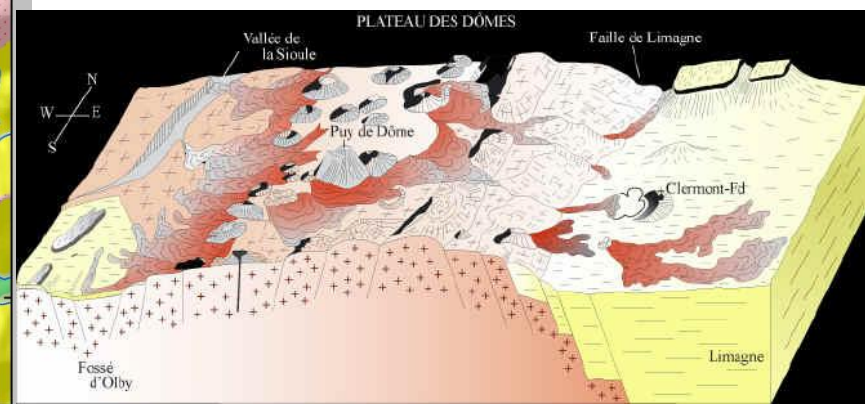 PLATEAU DES DÔMES
Vallée de
la Sioule
Faille de Limagne
N
W
E
S
Puy de Dôme
Clermont-Fd
Fossé
d'Olby
Limagne